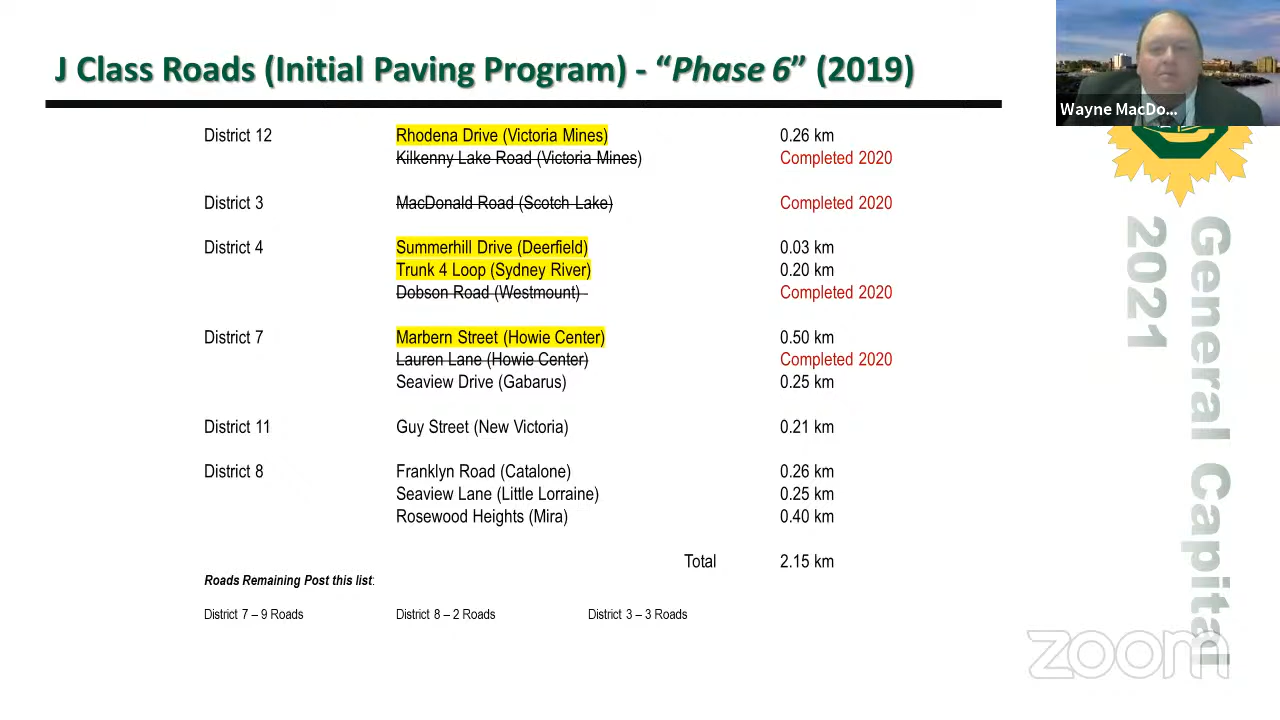 J Class Roads (Initial Paving Program) - “Phase 6” (2019)
Wayne MacDo...
District 12 Rhodena Drive (Victoria Mines) 0.26 km
Kilkenny Lake Road (Victoria Mines) Completed 2020
District 3 MacDonald Road (Scotch Lake) Completed 2020
District 4 Summerhill Drive (Deerfield) 0.03 km
Trunk 4 Loop (Sydney River) 0.20 km
Dobson Road (Westmount) Completed 2020
District 7 Marbern Street (Howie Center) 0.50 km
Lauren Lane (Howie Center) Completed 2020
Seaview Drive (Gabarus) 0.25 km
District 11 Guy Street (New Victoria) 0.21 km
District 8 Franklyn Road (Catalone) 0.26 km
Seaview Lane (Little Lorraine) 0.25 km
Rosewood Heights (Mira) 0.40 km
Total 2.15 km
Roads Remaining Post this list:
District 7 – 9 Roads District 8 – 2 Roads District 3 – 3 Roads
General Capital
2021
zoom